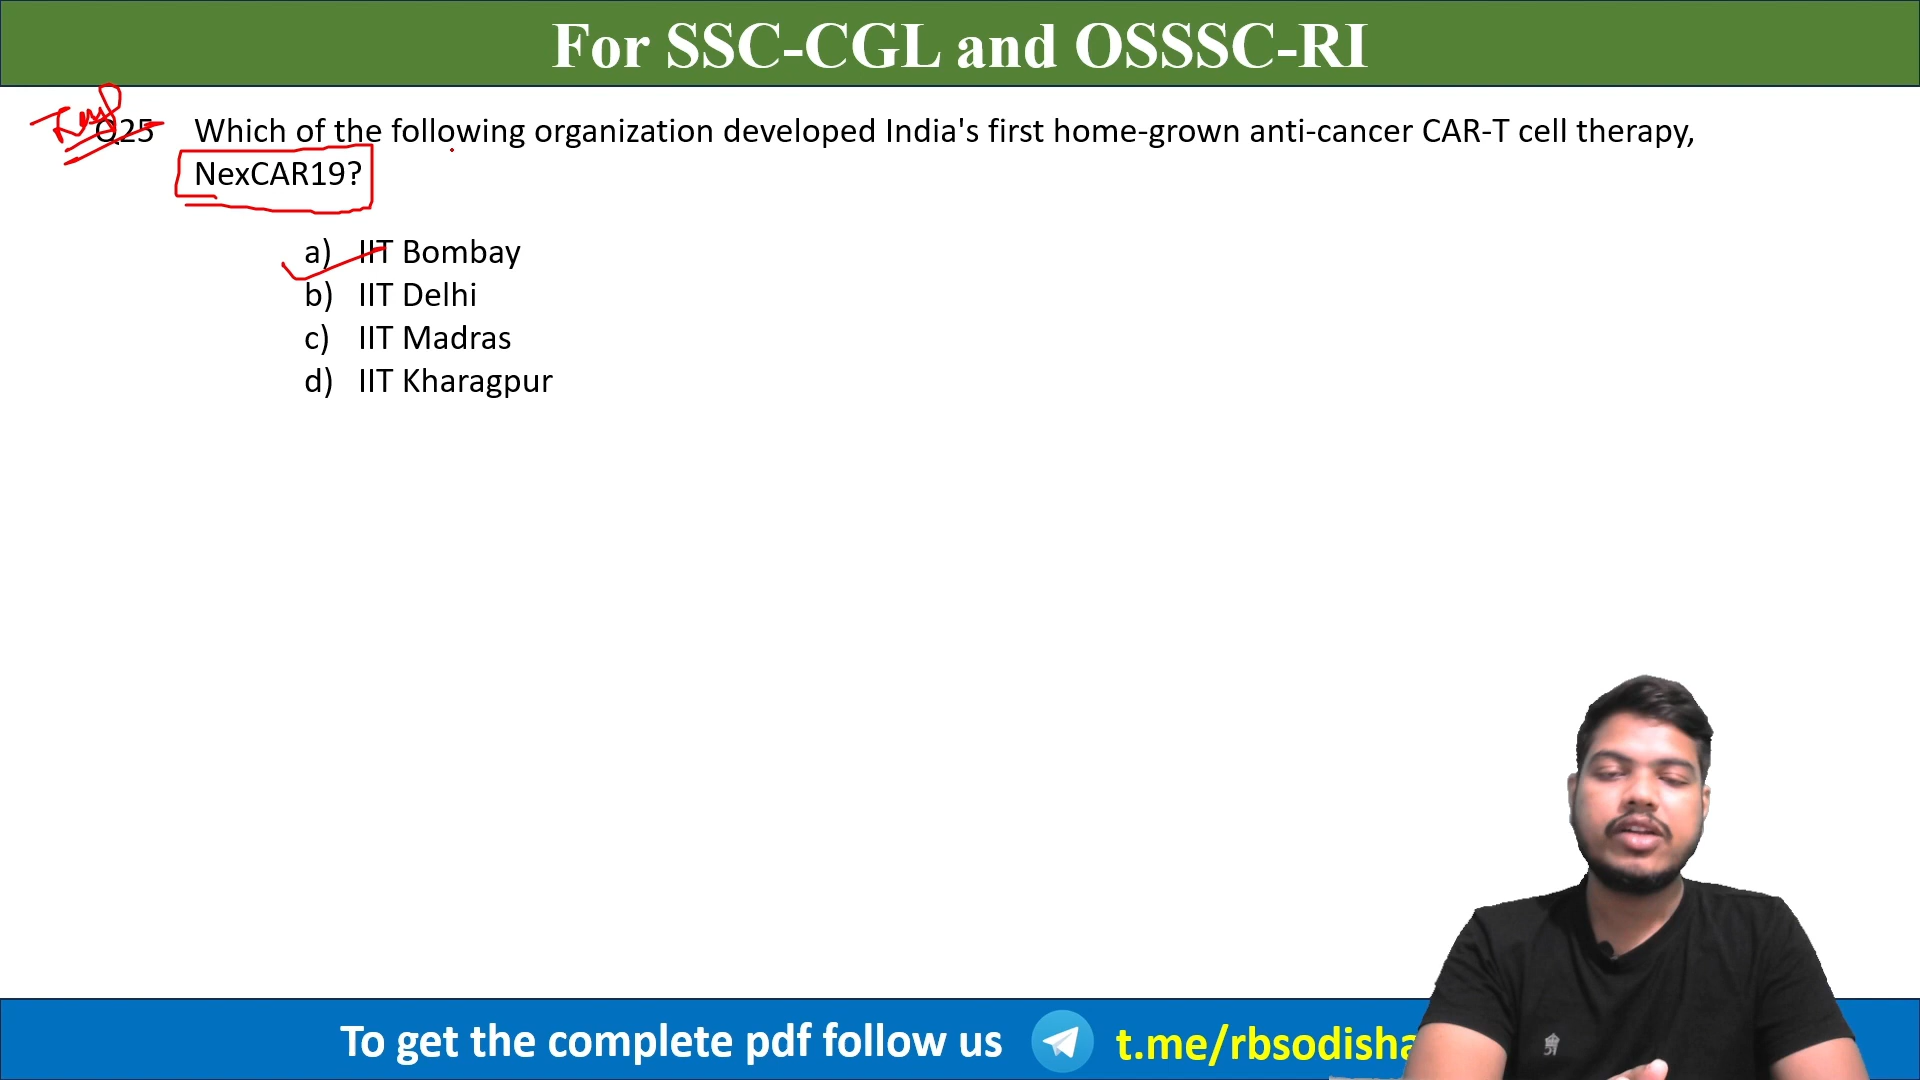 For SSC-CGL and OSSSC-RI
Q25 Which of the following organization developed India's first home-grown anti-cancer CAR-T cell therapy,
NexCAR19?
a) IIT Bombay
b) IIT Delhi
c) IIT Madras
d) IIT Kharagpur
To get the complete pdf follow us t.me/rbsodisha